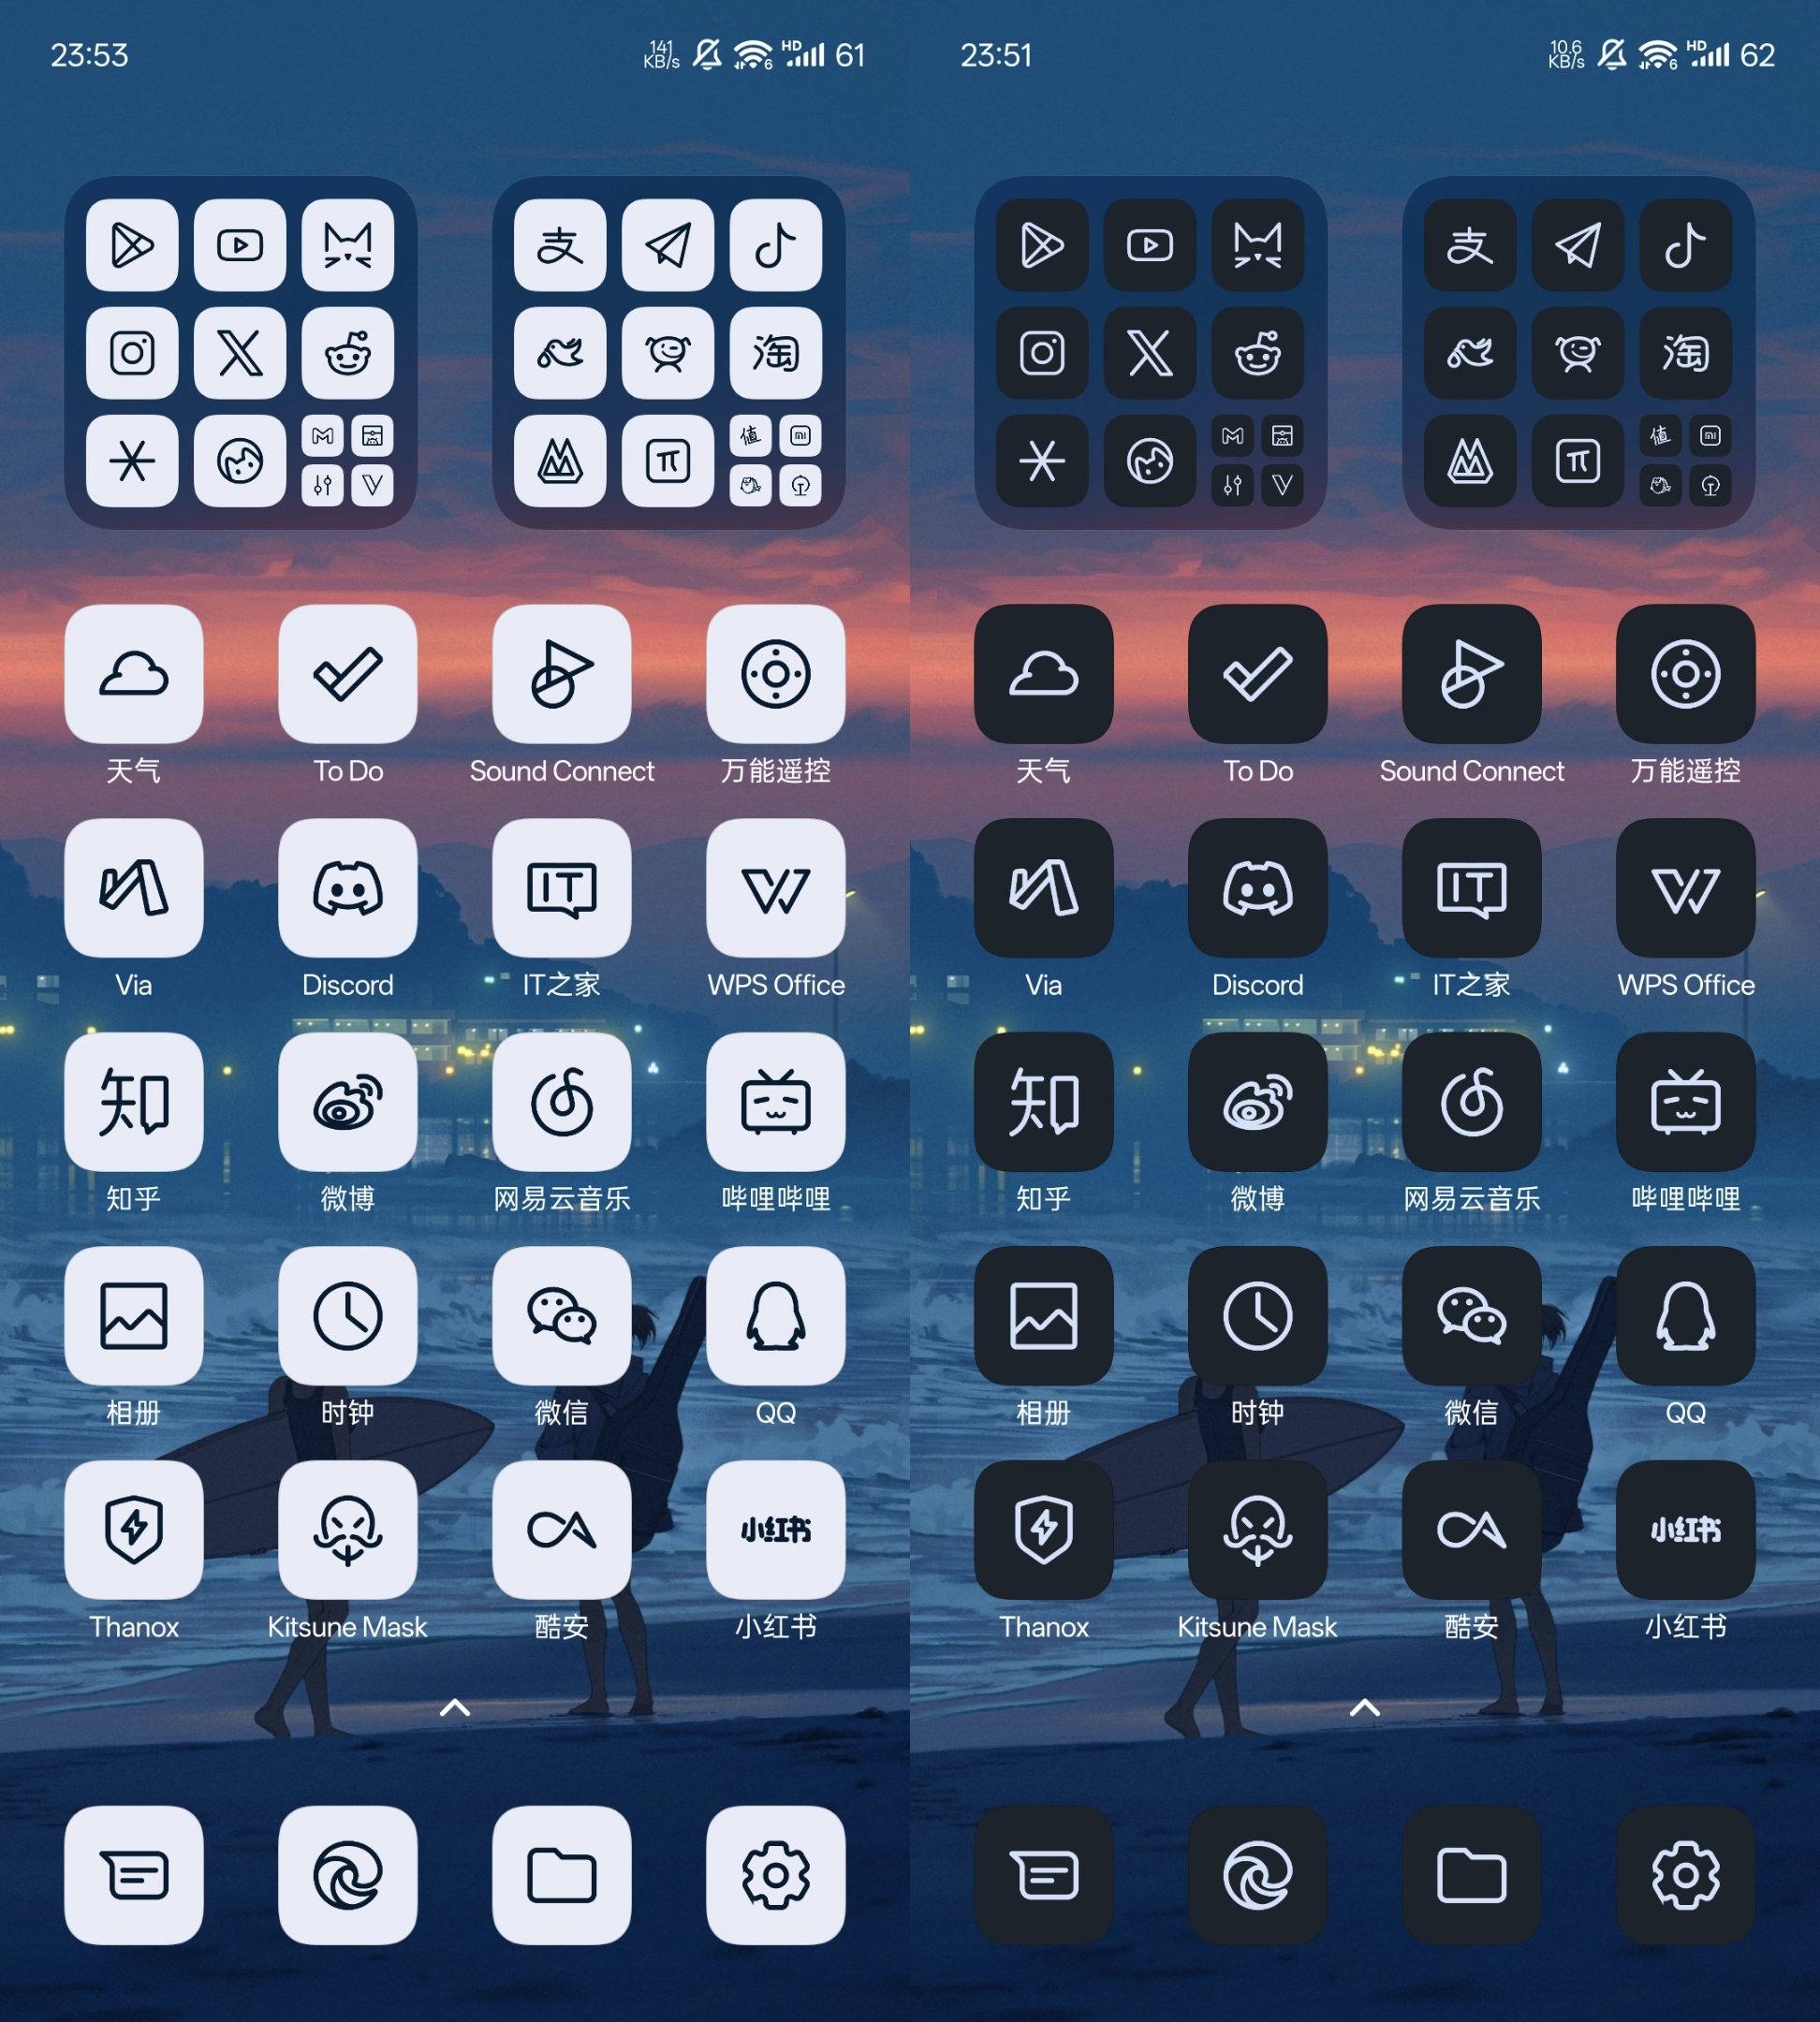 23:53
141
KB/s
6
HD
61
支
淘
值
mi
天气
To Do
Sound Connect
万能遥控
IT
Via
Discord
IT之家
WPS Office
知
知乎
微博
网易云音乐
哔哩哔哩
相册
时钟
微信
QQ
小红书
Thanox
Kitsune Mask
酷安
小红书
23:51
10.6
KB/s
6
HD
62
支
淘
值
mi
天气
To Do
Sound Connect
万能遥控
IT
Via
Discord
IT之家
WPS Office
知
知乎
微博
网易云音乐
哔哩哔哩
相册
时钟
微信
QQ
小红书
Thanox
Kitsune Mask
酷安
小红书